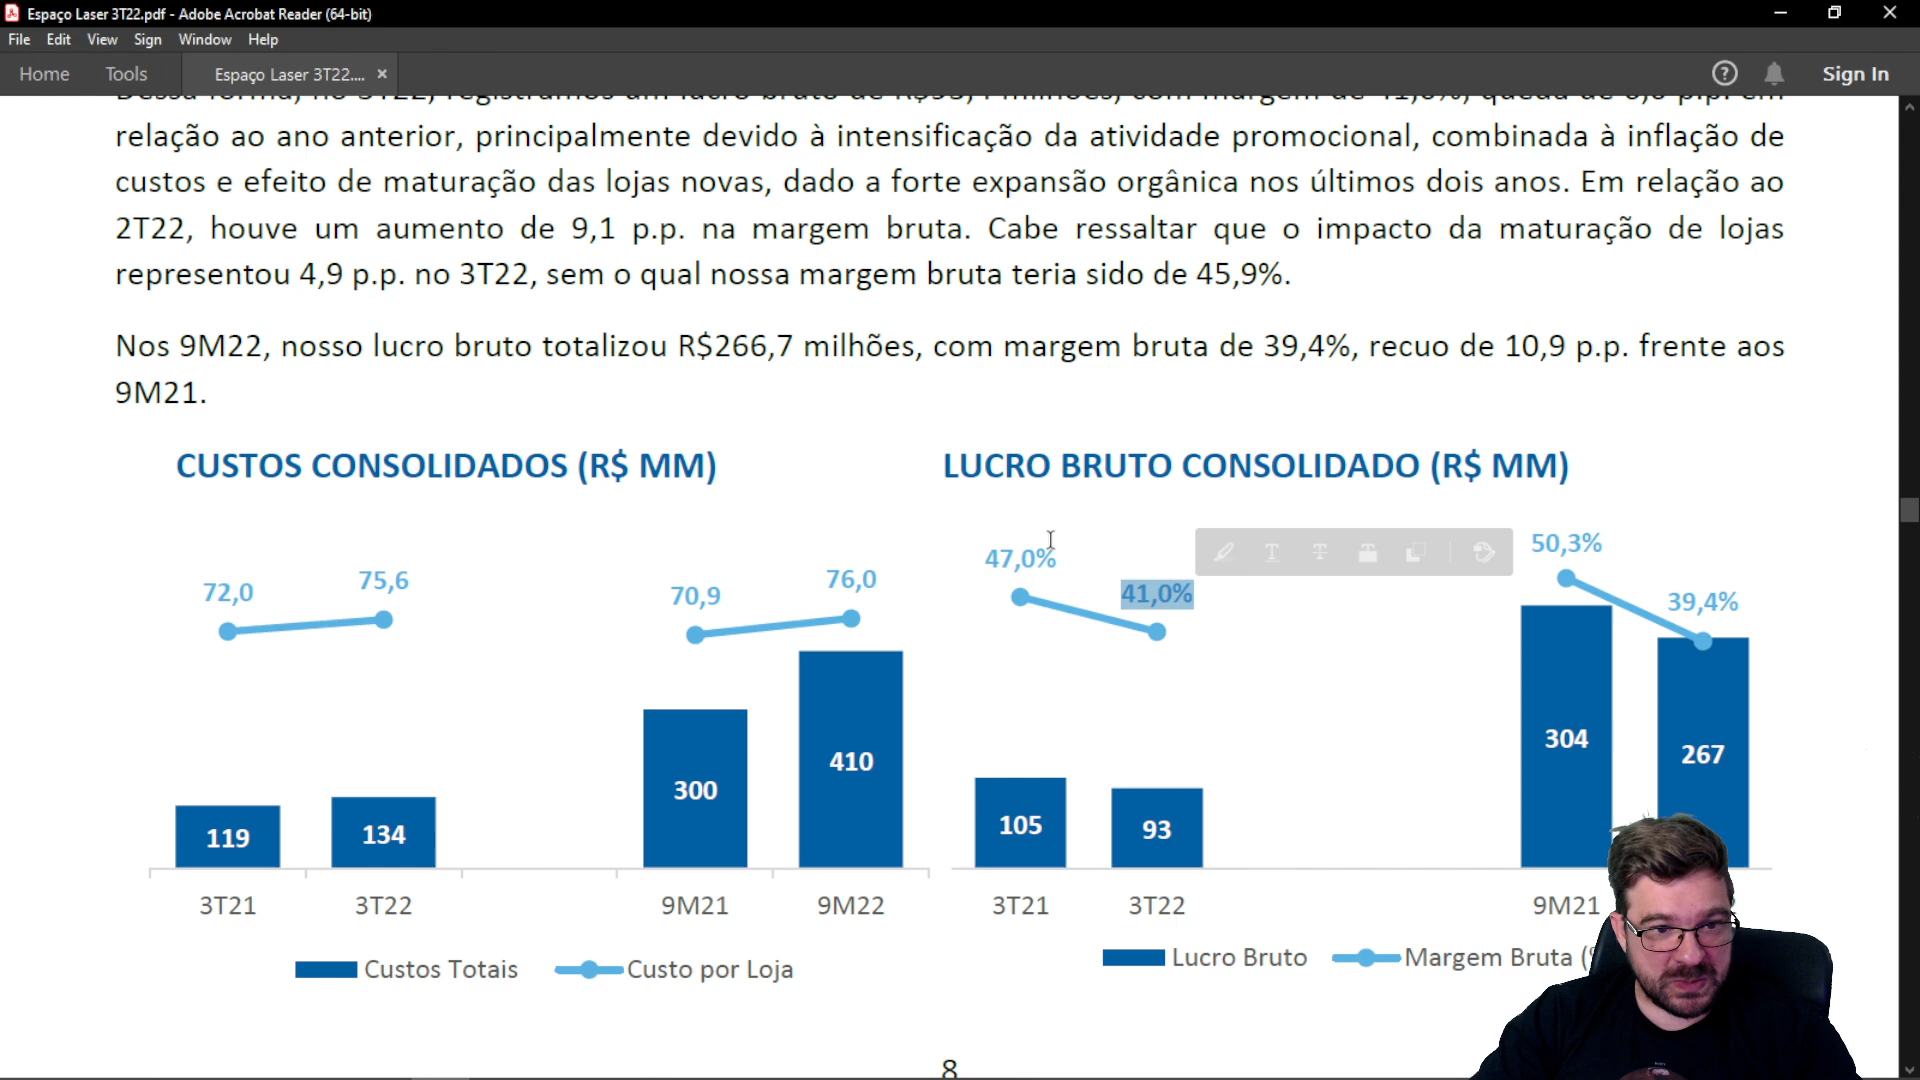 Espaço Laser 3T22.pdf - Adobe Acrobat Reader (64-bit)
File Edit View Sign Window Help
Home Tools Espaço Laser 3T22.... × Sign In
relação ao ano anterior, principalmente devido à intensificação da atividade promocional, combinada à inflação de
custos e efeito de maturação das lojas novas, dado a forte expansão orgânica nos últimos dois anos. Em relação ao
2T22, houve um aumento de 9,1 p.p. na margem bruta. Cabe ressaltar que o impacto da maturação de lojas
representou 4,9 p.p. no 3T22, sem o qual nossa margem bruta teria sido de 45,9%.
Nos 9M22, nosso lucro bruto totalizou R$266,7 milhões, com margem bruta de 39,4%, recuo de 10,9 p.p. frente aos
9M21.
CUSTOS CONSOLIDADOS (R$ MM)
72,0 75,6 70,9 76,0
119 134 300 410
3T21 3T22 9M21 9M22
Custos Totais Custo por Loja
LUCRO BRUTO CONSOLIDADO (R$ MM)
47,0% 41,0% 50,3% 39,4%
105 93 304 267
3T21 3T22 9M21
Lucro Bruto Margem Bruta
8